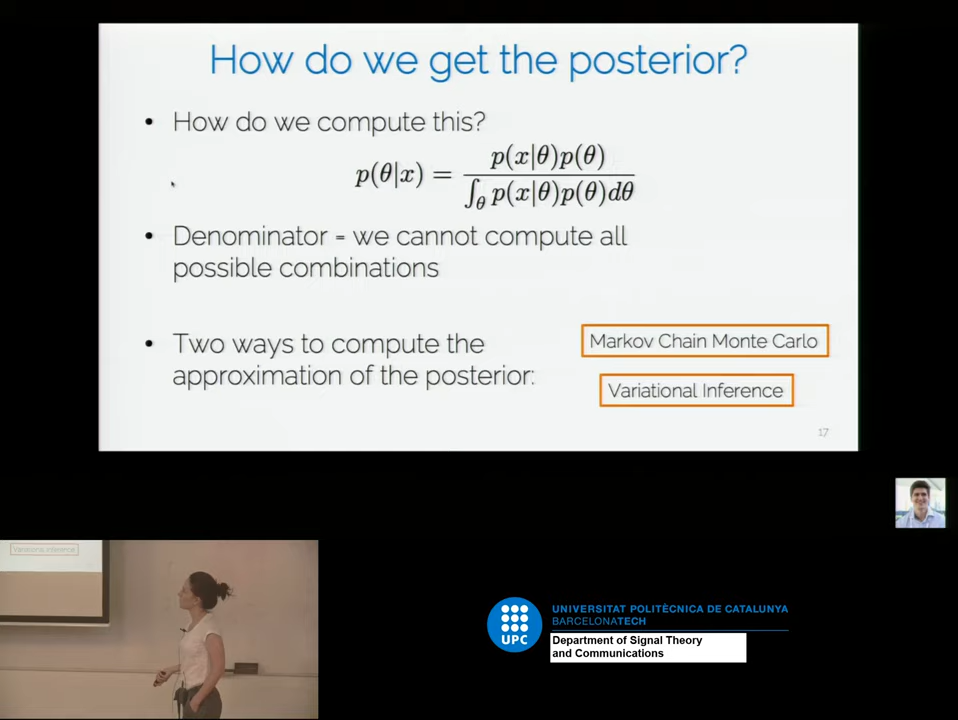 How do we get the posterior?
• How do we compute this?
p(θ|x) = p(x|θ)p(θ) / ∫θ p(x|θ)p(θ)dθ
• Denominator = we cannot compute all
possible combinations
• Two ways to compute the
approximation of the posterior:
Markov Chain Monte Carlo
Variational Inference
17
Variational Inference
UPC
UNIVERSITAT POLITÈCNICA DE CATALUNYA
BARCELONATECH
Department of Signal Theory
and Communications